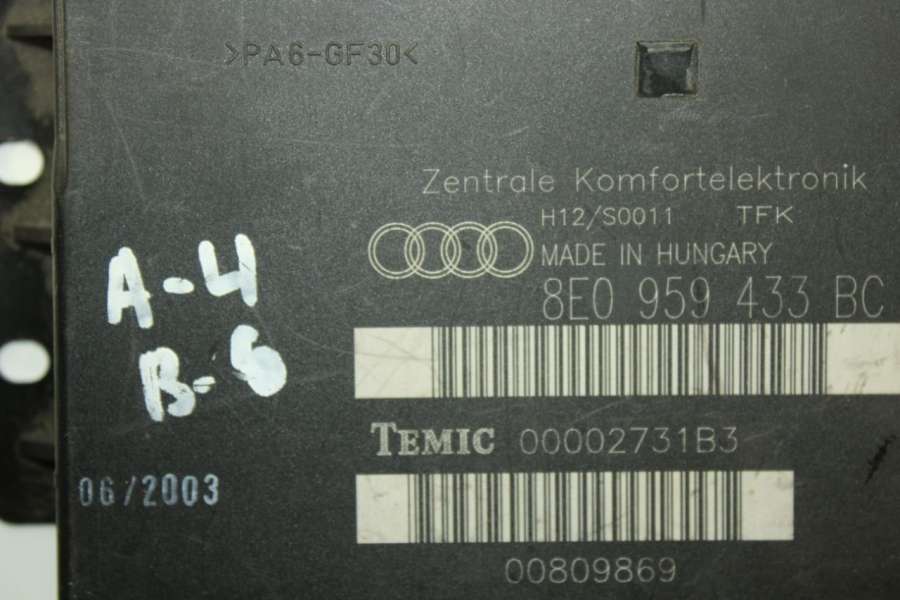 >PA6-GF30<
Zentrale Komfortelektronik
H12/S0011 TFK
MADE IN HUNGARY
8E0 959 433 BC
A-4
B-6
TEMIC 00002731B3
06/2003
00809869